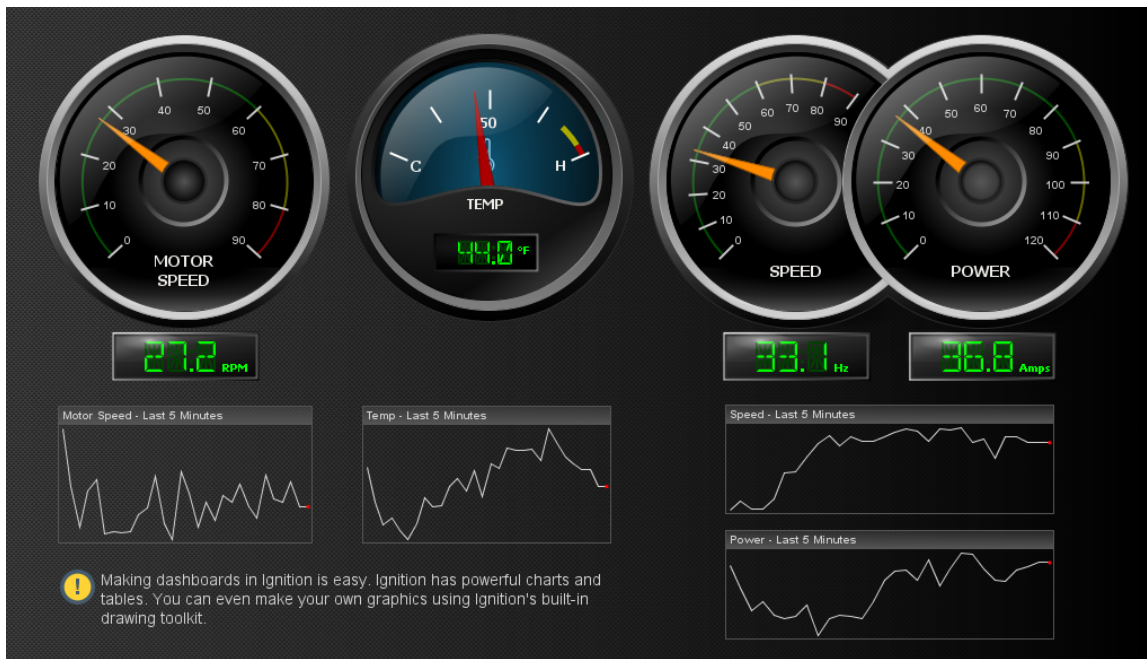 0
10
20
30
40
50
60
70
80
90
MOTOR
SPEED
27.2 RPM
C
50
H
TEMP
44.0 °F
0
10
20
30
40
50
60
70
80
90
SPEED
33.1 Hz
0
10
20
30
40
50
60
70
80
90
100
110
120
POWER
36.8 Amps
Motor Speed - Last 5 Minutes
Temp - Last 5 Minutes
Speed - Last 5 Minutes
Power - Last 5 Minutes
! Making dashboards in Ignition is easy. Ignition has powerful charts and
tables. You can even make your own graphics using Ignition's built-in
drawing toolkit.